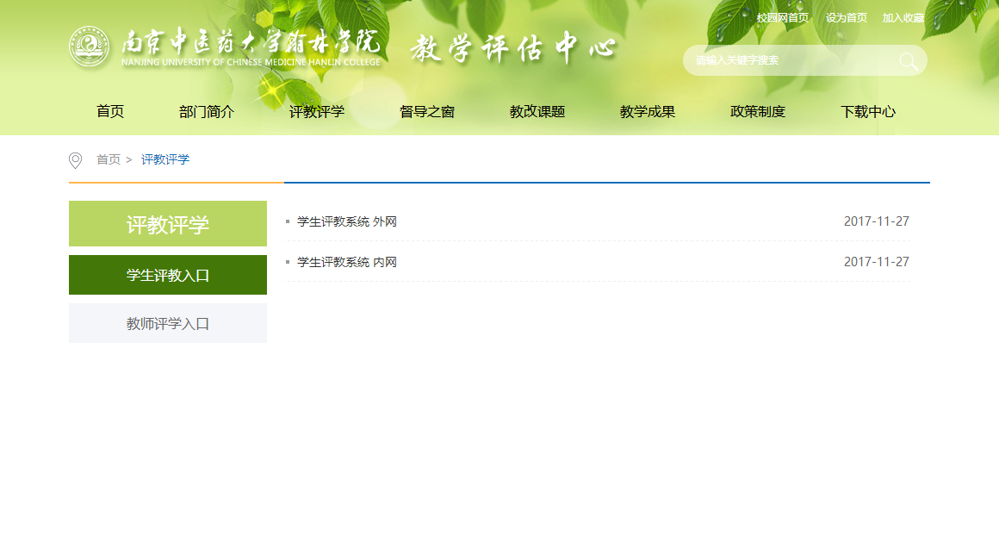 校园网首页 设为首页 加入收藏
南京中医药大学翰林学院 教学评估中心
NANJING UNIVERSITY OF CHINESE MEDICINE HANLIN COLLEGE
请输入关键字搜索
首页 部门简介 评教评学 督导之窗 教改课题 教学成果 政策制度 下载中心
首页 > 评教评学
评教评学
学生评教入口
教师评学入口
学生评教系统 外网 2017-11-27
学生评教系统 内网 2017-11-27